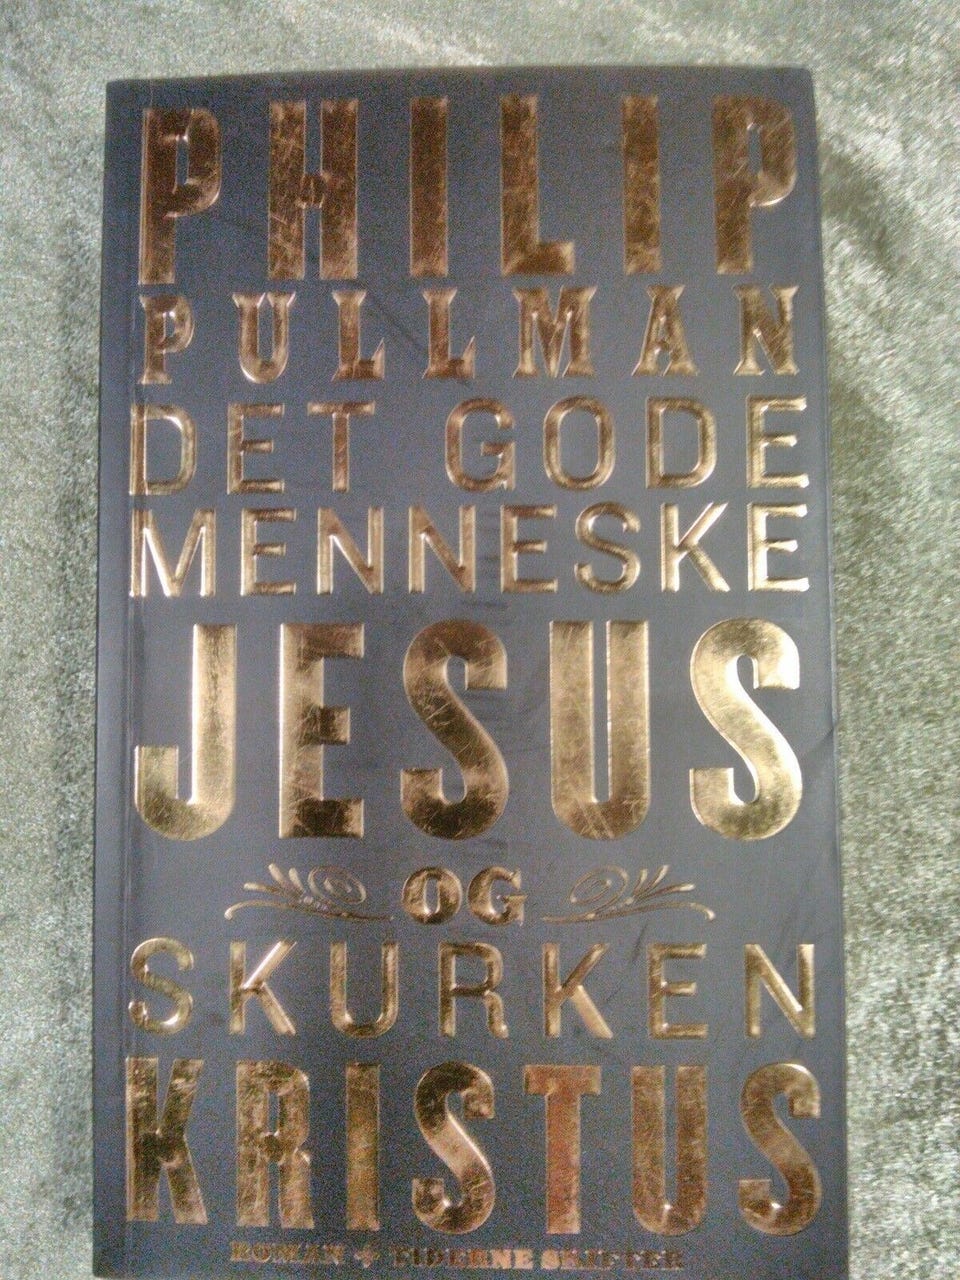 PHILIP
PULLMAN
DET GODE
MENNESKE
JESUS
OG
SKURKEN
KRISTUS
ROMAN + TIDERNE SKIFTER